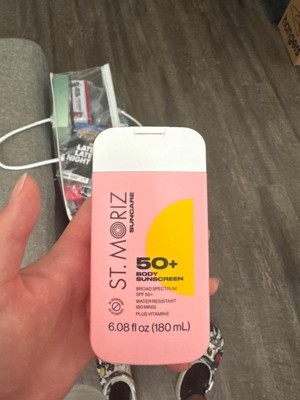 ST. MORIZ
SUNCARE
50+
BODY
SUNSCREEN
BROAD SPECTRUM
SPF 50+
WATER RESISTANT
(80 MINS)
PLUS VITAMIN E
6.08 fl oz (180 mL)
LATE
LATE
NIGHT